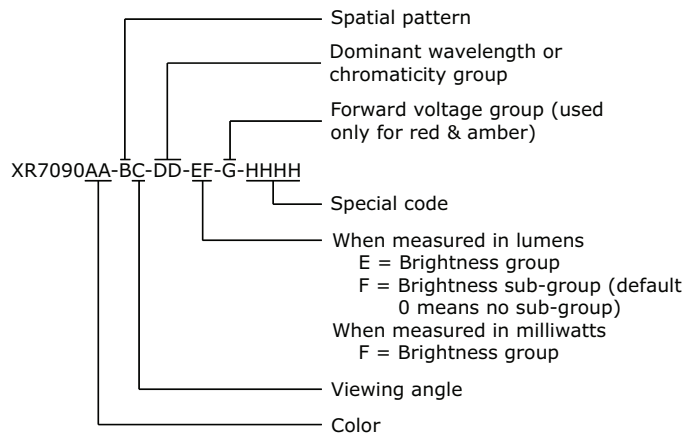 Spatial pattern
Dominant wavelength or
chromaticity group
Forward voltage group (used
only for red & amber)
XR7090AA-BC-DD-EF-G-HHHH
Special code
When measured in lumens
E = Brightness group
F = Brightness sub-group (default
0 means no sub-group)
When measured in milliwatts
F = Brightness group
Viewing angle
Color